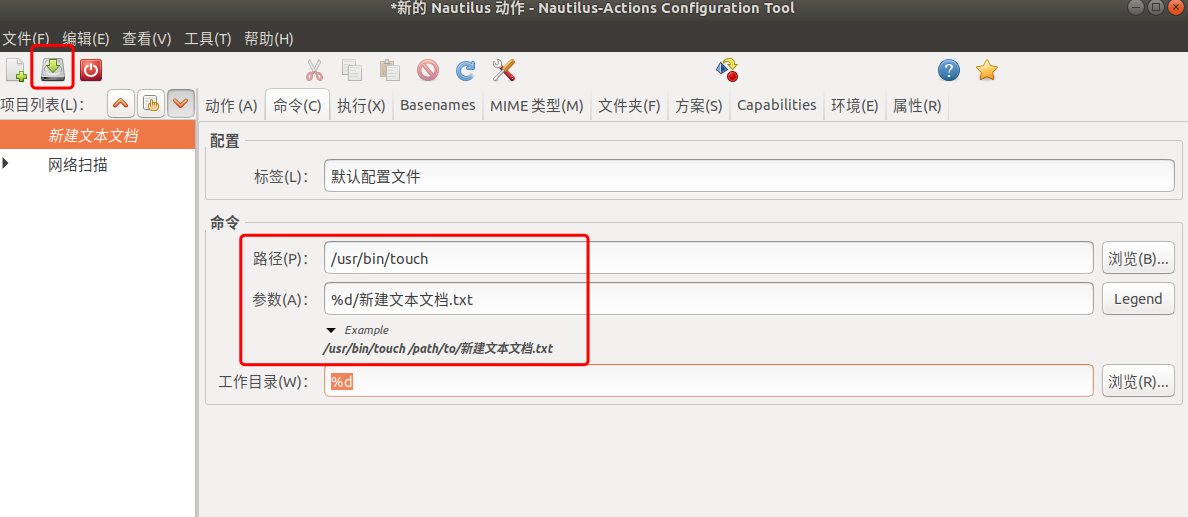 *新的 Nautilus 动作 - Nautilus-Actions Configuration Tool
文件(F) 编辑(E) 查看(V) 工具(T) 帮助(H)
项目列表(L)： 动作 (A) 命令(C) 执行(X) Basenames MIME 类型(M) 文件夹(F) 方案(S) Capabilities 环境(E) 属性(R)
新建文本文档
网络扫描
配置
标签(L)： 默认配置文件
命令
路径(P)： /usr/bin/touch 浏览(B)...
参数(A)： %d/新建文本文档.txt Legend
Example
/usr/bin/touch /path/to/新建文本文档.txt
工作目录(W)： %d 浏览(R)...